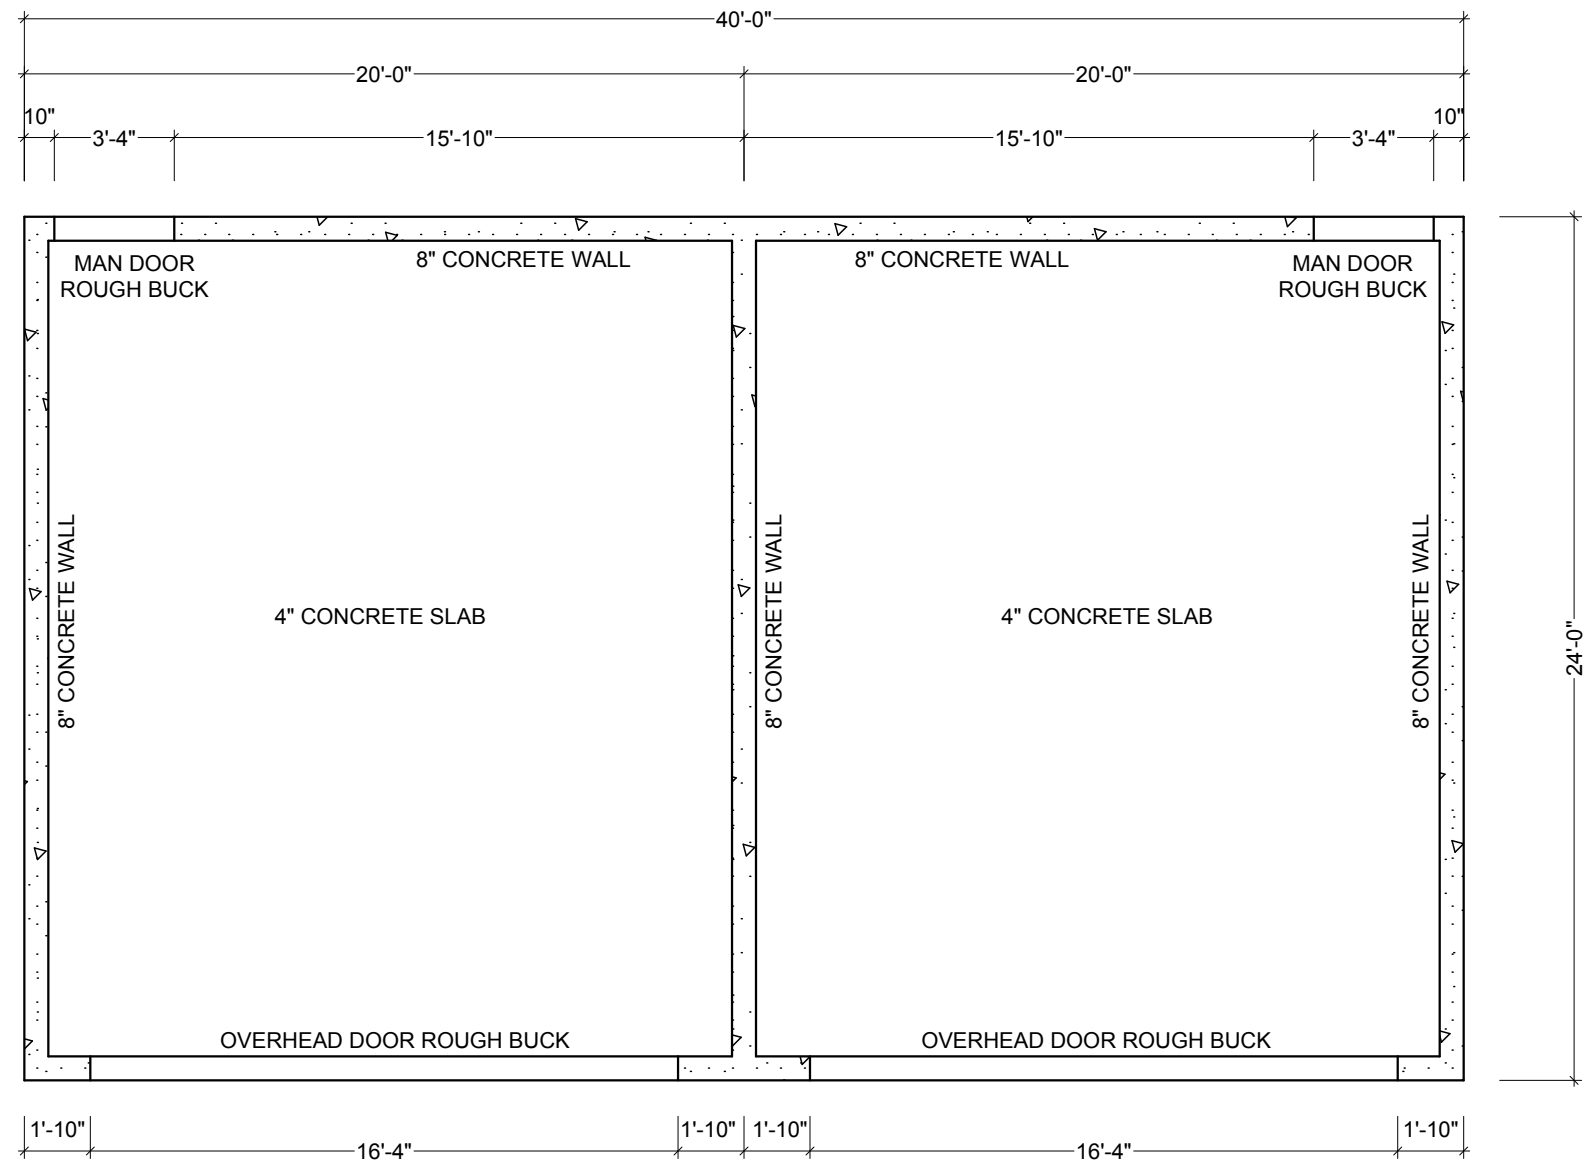 40'-0"
20'-0"
20'-0"
10"
3'-4"
15'-10"
15'-10"
3'-4"
10"
MAN DOOR
ROUGH BUCK
8" CONCRETE WALL
8" CONCRETE WALL
MAN DOOR
ROUGH BUCK
8" CONCRETE WALL
4" CONCRETE SLAB
8" CONCRETE WALL
4" CONCRETE SLAB
8" CONCRETE WALL
24'-0"
OVERHEAD DOOR ROUGH BUCK
OVERHEAD DOOR ROUGH BUCK
1'-10"
16'-4"
1'-10"
1'-10"
16'-4"
1'-10"